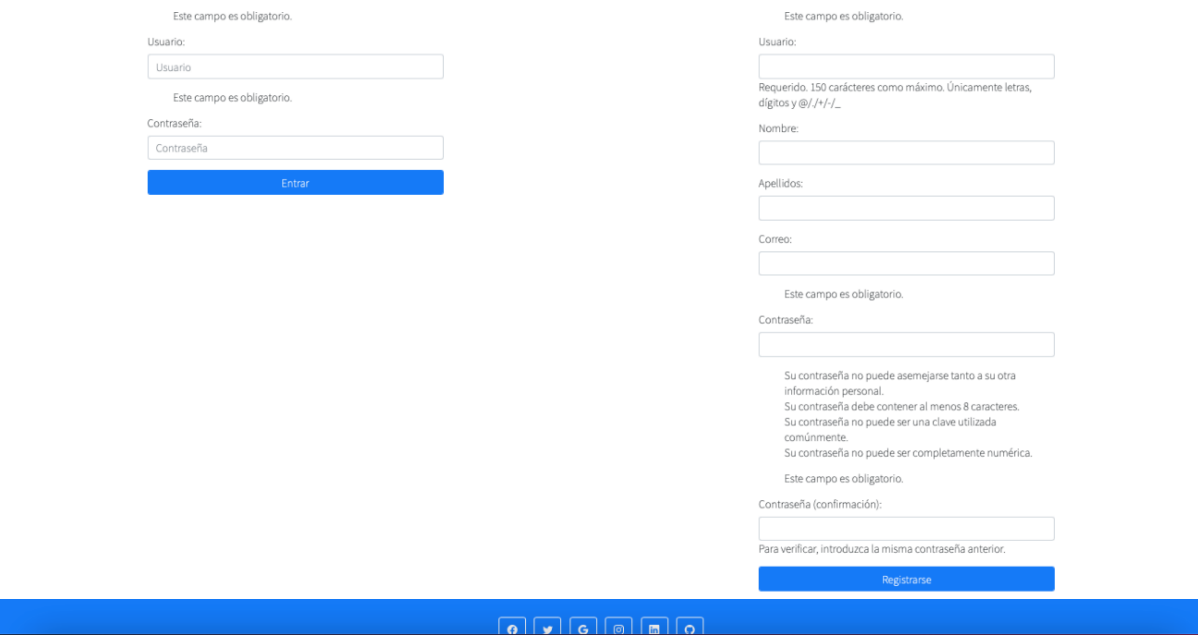 Este campo es obligatorio.
Usuario:
Usuario
Este campo es obligatorio.
Contraseña:
Contraseña
Entrar
Este campo es obligatorio.
Usuario:
Requerido. 150 carácteres como máximo. Únicamente letras,
dígitos y @/./+/-/_
Nombre:
Apellidos:
Correo:
Este campo es obligatorio.
Contraseña:
Su contraseña no puede asemejarse tanto a su otra
información personal.
Su contraseña debe contener al menos 8 caracteres.
Su contraseña no puede ser una clave utilizada
comúnmente.
Su contraseña no puede ser completamente numérica.
Este campo es obligatorio.
Contraseña (confirmación):
Para verificar, introduzca la misma contraseña anterior.
Registrarse